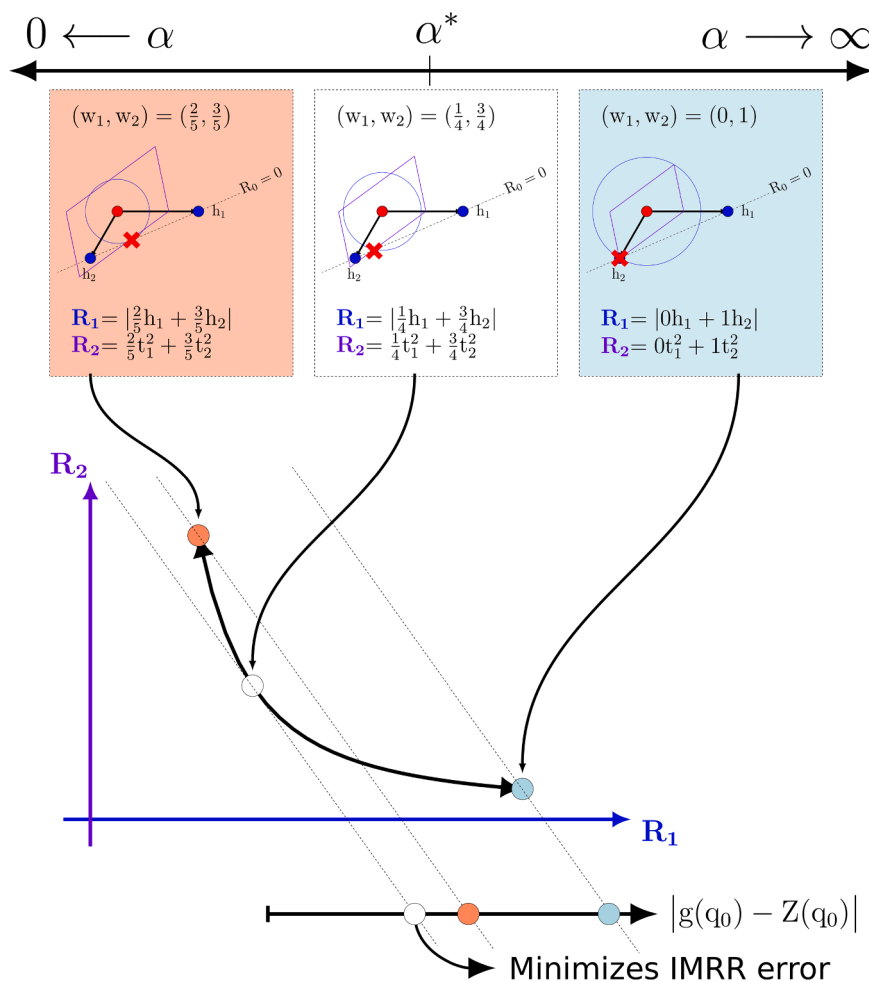 0 ⟵ α
α*
α ⟶ ∞
(w₁, w₂) = (2/5, 3/5)
R₀ = 0
h₁
h₂
R₁= |2/5h₁ + 3/5h₂|
R₂= 2/5t₁² + 3/5t₂²
(w₁, w₂) = (1/4, 3/4)
R₀ = 0
h₁
h₂
R₁= |1/4h₁ + 3/4h₂|
R₂= 1/4t₁² + 3/4t₂²
(w₁, w₂) = (0, 1)
R₀ = 0
h₁
h₂
R₁= |0h₁ + 1h₂|
R₂= 0t₁² + 1t₂²
R₂
R₁
|g(q₀) − Z(q₀)|
Minimizes IMRR error